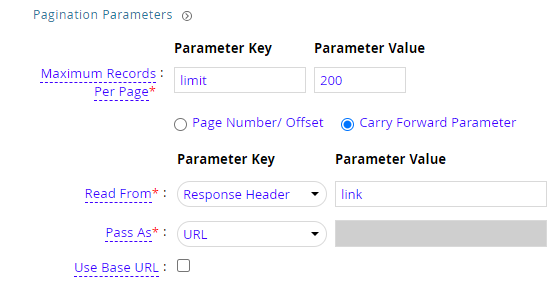 Pagination Parameters
Parameter Key Parameter Value
Maximum Records Per Page* : limit 200
Page Number/ Offset Carry Forward Parameter
Parameter Key Parameter Value
Read From* : Response Header link
Pass As* : URL
Use Base URL :